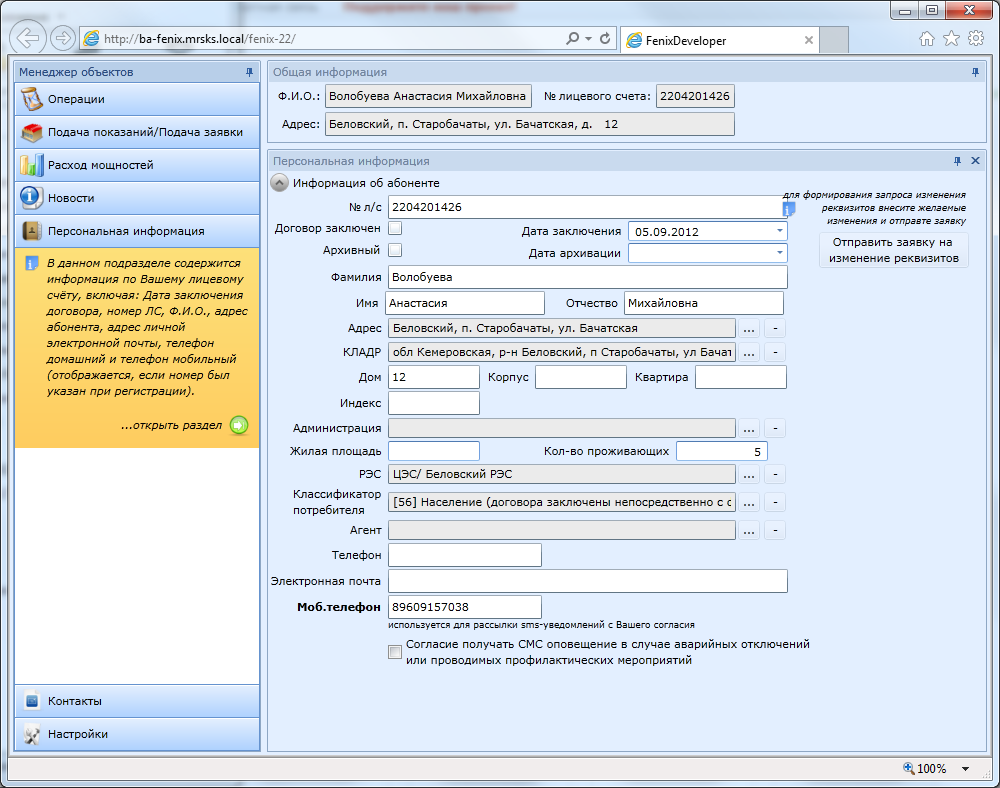 http://ba-fenix.mrsks.local/fenix-22/
FenixDeveloper
Менеджер объектов
Операции
Подача показаний/Подача заявки
Расход мощностей
Новости
Персональная информация
В данном подразделе содержится
информация по Вашему лицевому
счёту, включая: Дата заключения
договора, номер ЛС, Ф.И.О., адрес
абонента, адрес личной
электронной почты, телефон
домашний и телефон мобильный
(отображается, если номер был
указан при регистрации).
...открыть раздел
Контакты
Настройки
Общая информация
Ф.И.О.: Волобуева Анастасия Михайловна № лицевого счета: 2204201426
Адрес: Беловский, п. Старобачаты, ул. Бачатская, д. 12
Персональная информация
Информация об абоненте
№ л/с 2204201426
для формирования запроса изменения
реквизитов внесите желаемые
изменения и отправте заявку
Отправить заявку на
изменение реквизитов
Договор заключен Дата заключения 05.09.2012
Архивный Дата архивации
Фамилия Волобуева
Имя Анастасия Отчество Михайловна
Адрес Беловский, п. Старобачаты, ул. Бачатская ... -
КЛАДР обл Кемеровская, р-н Беловский, п Старобачаты, ул Бачат ... -
Дом 12 Корпус Квартира
Индекс
Администрация ... -
Жилая площадь Кол-во проживающих 5
РЭС ЦЭС/ Беловский РЭС ... -
Классификатор
потребителя [56] Население (договора заключены непосредственно с с ... -
Агент ... -
Телефон
Электронная почта
Моб.телефон 89609157038
используется для рассылки sms-уведомлений с Вашего согласия
Согласие получать СМС оповещение в случае аварийных отключений
или проводимых профилактических мероприятий
100%